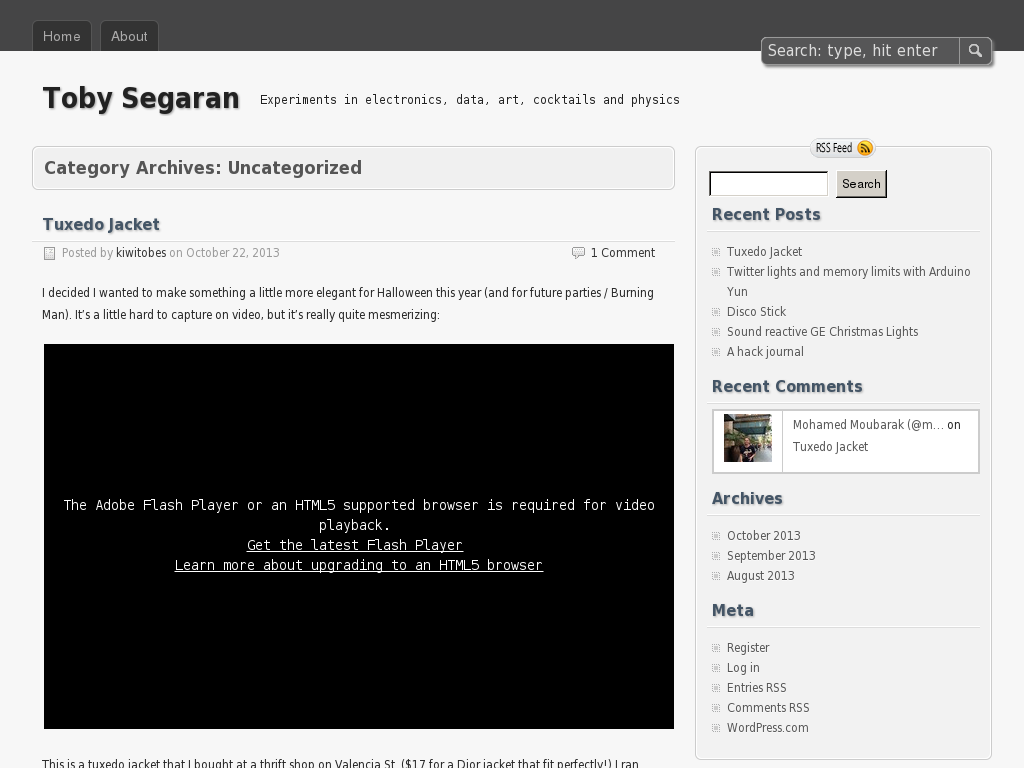 Home
About
Search: type, hit enter
Toby Segaran
Experiments in electronics, data, art, cocktails and physics
Category Archives: Uncategorized
Tuxedo Jacket
Posted by kiwitobes on October 22, 2013
1 Comment
I decided I wanted to make something a little more elegant for Halloween this year (and for future parties / Burning
Man). It’s a little hard to capture on video, but it’s really quite mesmerizing:
The Adobe Flash Player or an HTML5 supported browser is required for video
playback.
Get the latest Flash Player
Learn more about upgrading to an HTML5 browser
This is a tuxedo jacket that I bought at a thrift shop on Valencia St. ($17 for a Dior jacket that fit perfectly!) I ran
RSS Feed
Search
Recent Posts
Tuxedo Jacket
Twitter lights and memory limits with Arduino
Yun
Disco Stick
Sound reactive GE Christmas Lights
A hack journal
Recent Comments
Mohamed Moubarak (@m… on
Tuxedo Jacket
Archives
October 2013
September 2013
August 2013
Meta
Register
Log in
Entries RSS
Comments RSS
WordPress.com